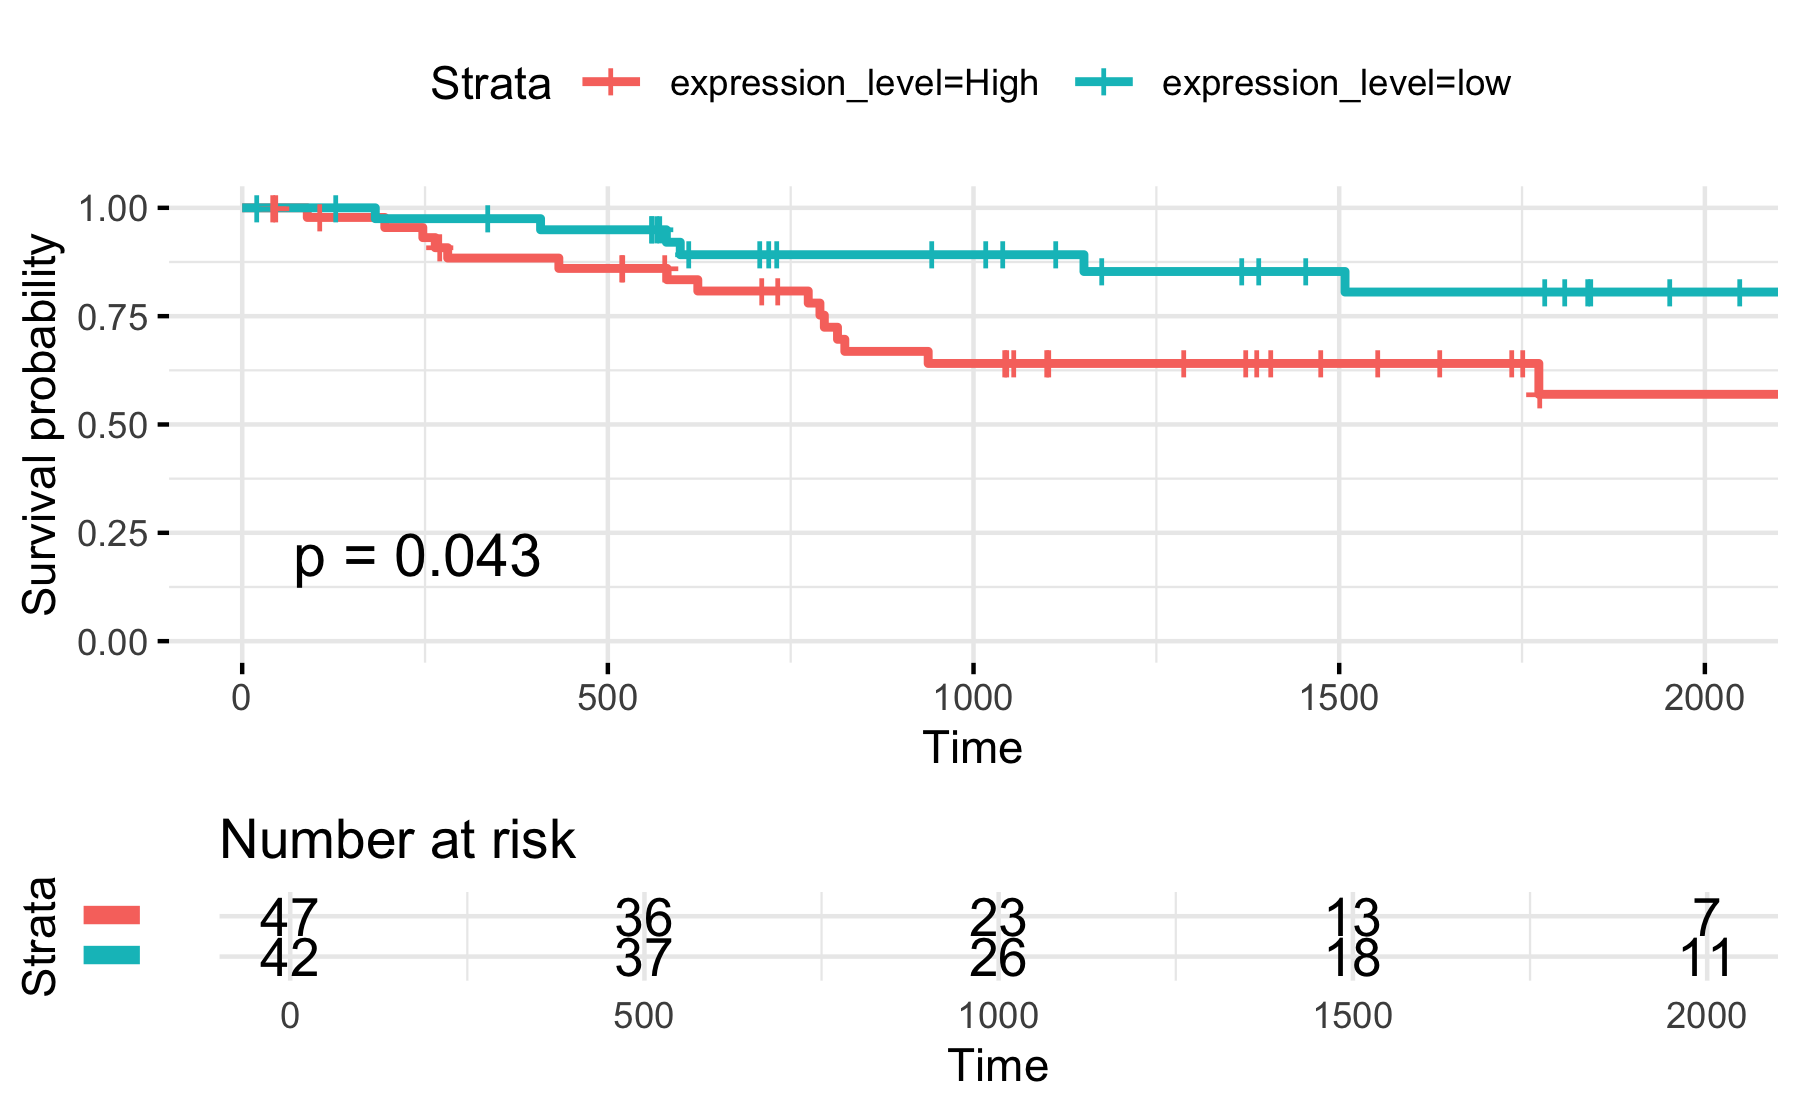 Strata expression_level=High expression_level=low
Survival probability
1.00
0.75
0.50
0.25
0.00
p = 0.043
0 500 1000 1500 2000
Time
Number at risk
Strata
47 36 23 13 7
42 37 26 18 11
0 500 1000 1500 2000
Time